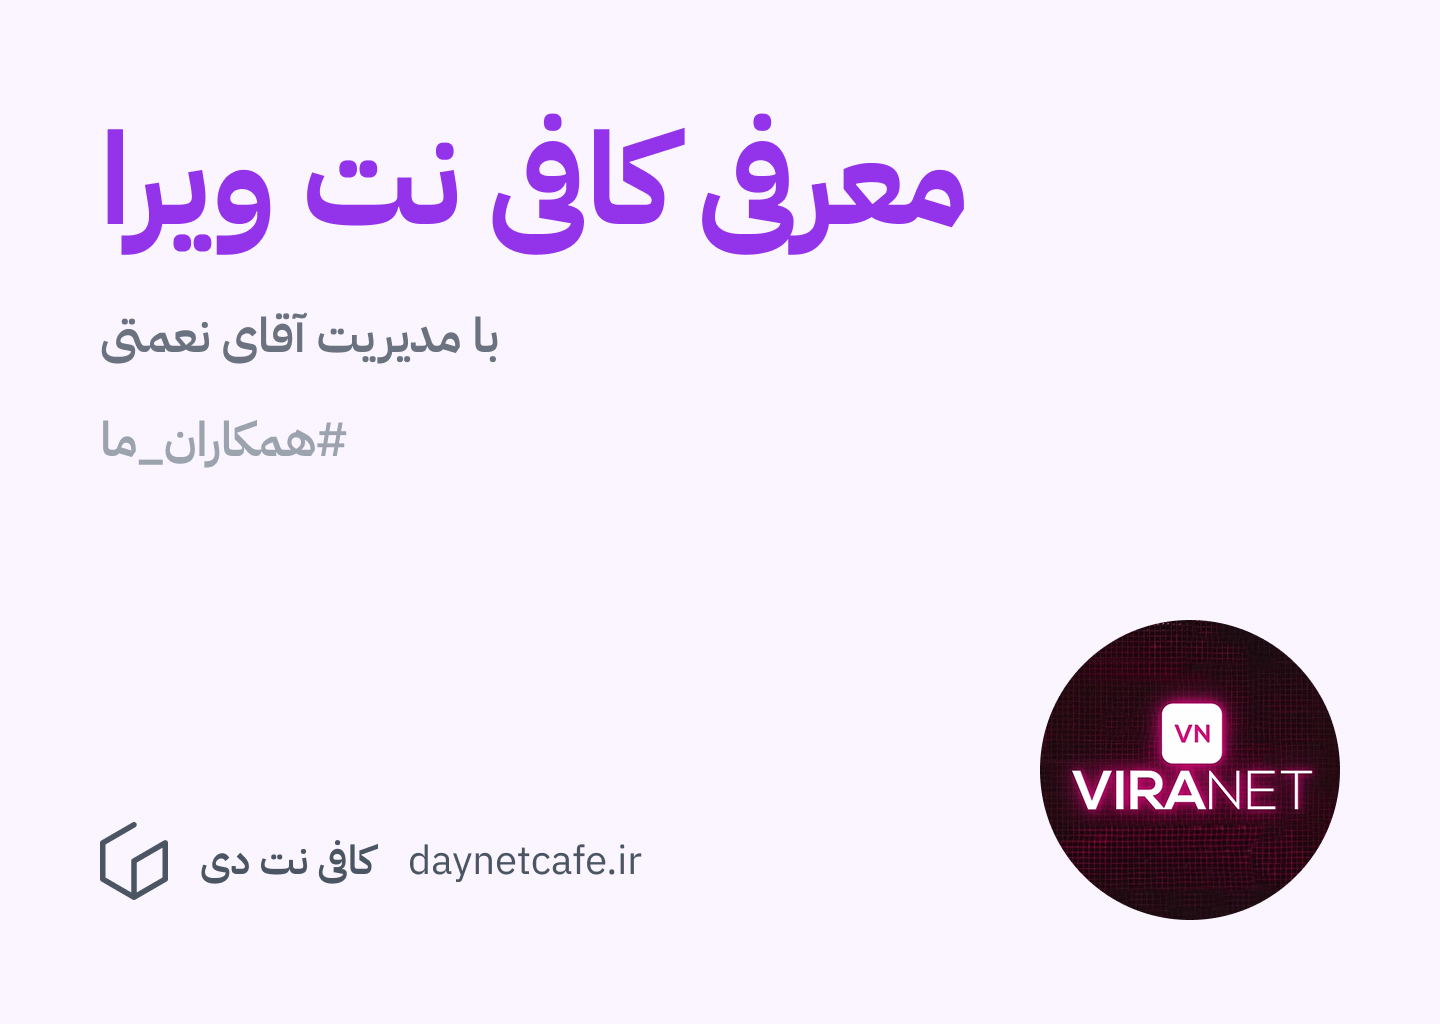 معرفی کافی نت ویرا
با مدیریت آقای نعمتی
#همکاران_ما
VN
VIRANET
کافی نت دی daynetcafe.ir